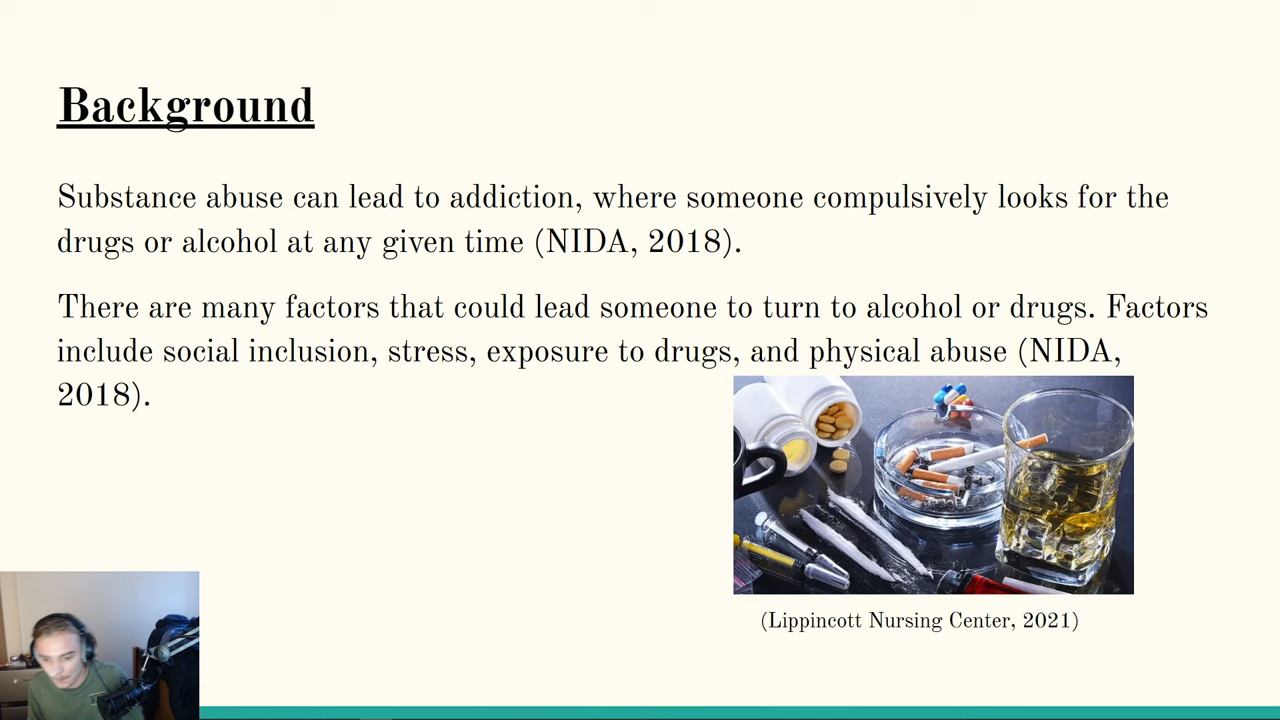 Background
Substance abuse can lead to addiction, where someone compulsively looks for the
drugs or alcohol at any given time (NIDA, 2018).
There are many factors that could lead someone to turn to alcohol or drugs. Factors
include social inclusion, stress, exposure to drugs, and physical abuse (NIDA,
2018).
(Lippincott Nursing Center, 2021)